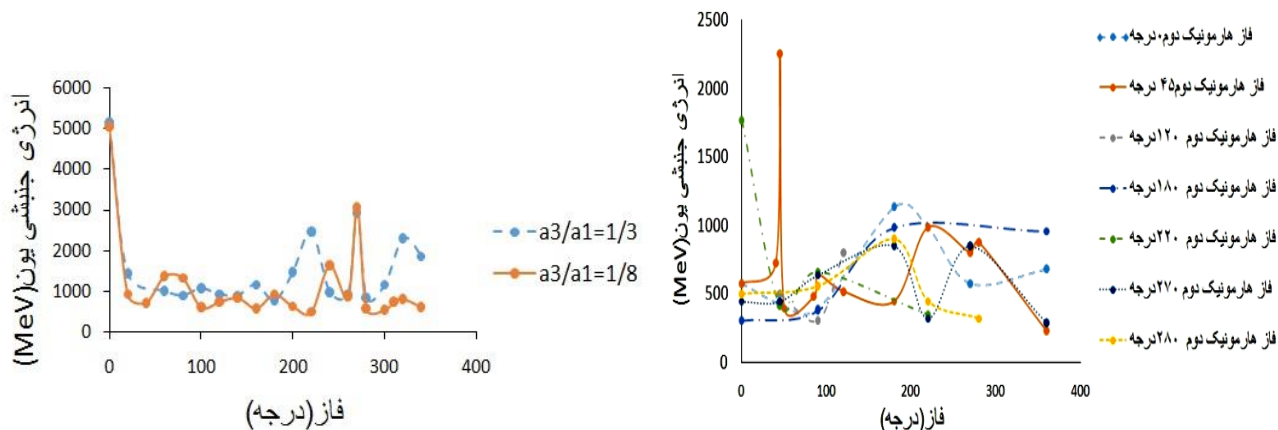 انرژی جنبشی یون(MeV)
6000
5000
4000
3000
2000
1000
0
0 100 200 300 400
فاز(درجه)
a3/a1=1/3
a3/a1=1/8
انرژی جنبشی یون(MeV)
2500
2000
1500
1000
500
0
0 100 200 300 400
فاز(درجه)
فاز هارمونیک دوم۰درجه
فاز هارمونیک دوم۴۵ درجه
فاز هارمونیک دوم ۱۲۰درجه
فاز هارمونیک دوم ۱۸۰درجه
فاز هارمونیک دوم ۲۲۰درجه
فاز هارمونیک دوم ۲۷۰درجه
فاز هارمونیک دوم ۲۸۰درجه